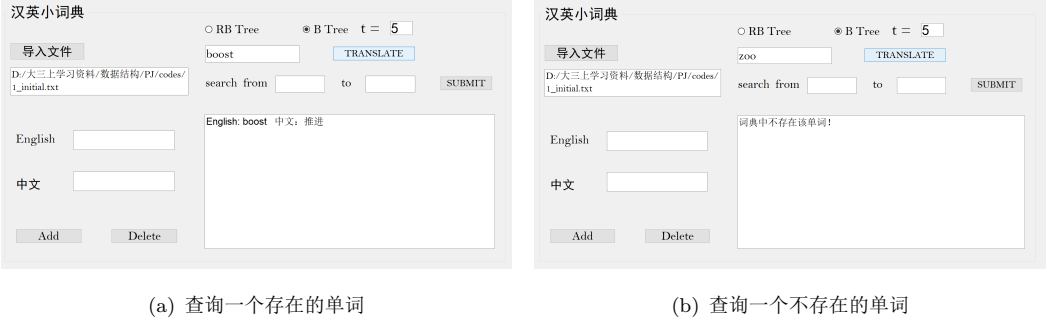 汉英小词典
RB Tree B Tree t = 5
导入文件 boost TRANSLATE
D:/大三上学习资料/数据结构/PJ/codes/
1_initial.txt
search from to SUBMIT
English: boost 中文：推进
English
中文
Add Delete
(a) 查询一个存在的单词
汉英小词典
RB Tree B Tree t = 5
导入文件 zoo TRANSLATE
D:/大三上学习资料/数据结构/PJ/codes/
1_initial.txt
search from to SUBMIT
词典中不存在该单词！
English
中文
Add Delete
(b) 查询一个不存在的单词